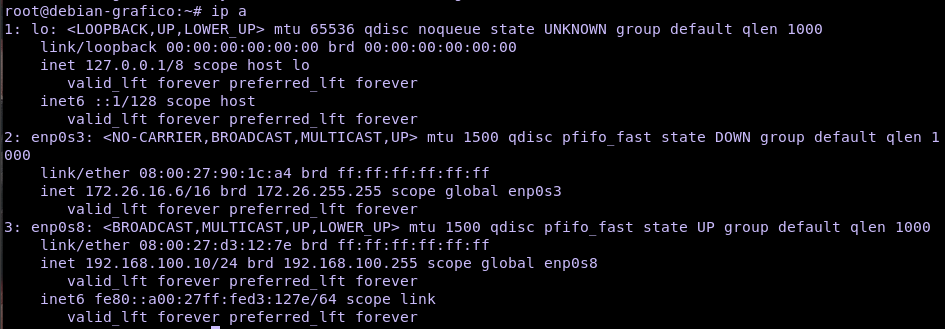 root@debian-grafico:~# ip a
1: lo: <LOOPBACK,UP,LOWER_UP> mtu 65536 qdisc noqueue state UNKNOWN group default qlen 1000
    link/loopback 00:00:00:00:00:00 brd 00:00:00:00:00:00
    inet 127.0.0.1/8 scope host lo
       valid_lft forever preferred_lft forever
    inet6 ::1/128 scope host
       valid_lft forever preferred_lft forever
2: enp0s3: <NO-CARRIER,BROADCAST,MULTICAST,UP> mtu 1500 qdisc pfifo_fast state DOWN group default qlen 1
000
    link/ether 08:00:27:90:1c:a4 brd ff:ff:ff:ff:ff:ff
    inet 172.26.16.6/16 brd 172.26.255.255 scope global enp0s3
       valid_lft forever preferred_lft forever
3: enp0s8: <BROADCAST,MULTICAST,UP,LOWER_UP> mtu 1500 qdisc pfifo_fast state UP group default qlen 1000
    link/ether 08:00:27:d3:12:7e brd ff:ff:ff:ff:ff:ff
    inet 192.168.100.10/24 brd 192.168.100.255 scope global enp0s8
       valid_lft forever preferred_lft forever
    inet6 fe80::a00:27ff:fed3:127e/64 scope link
       valid_lft forever preferred_lft forever